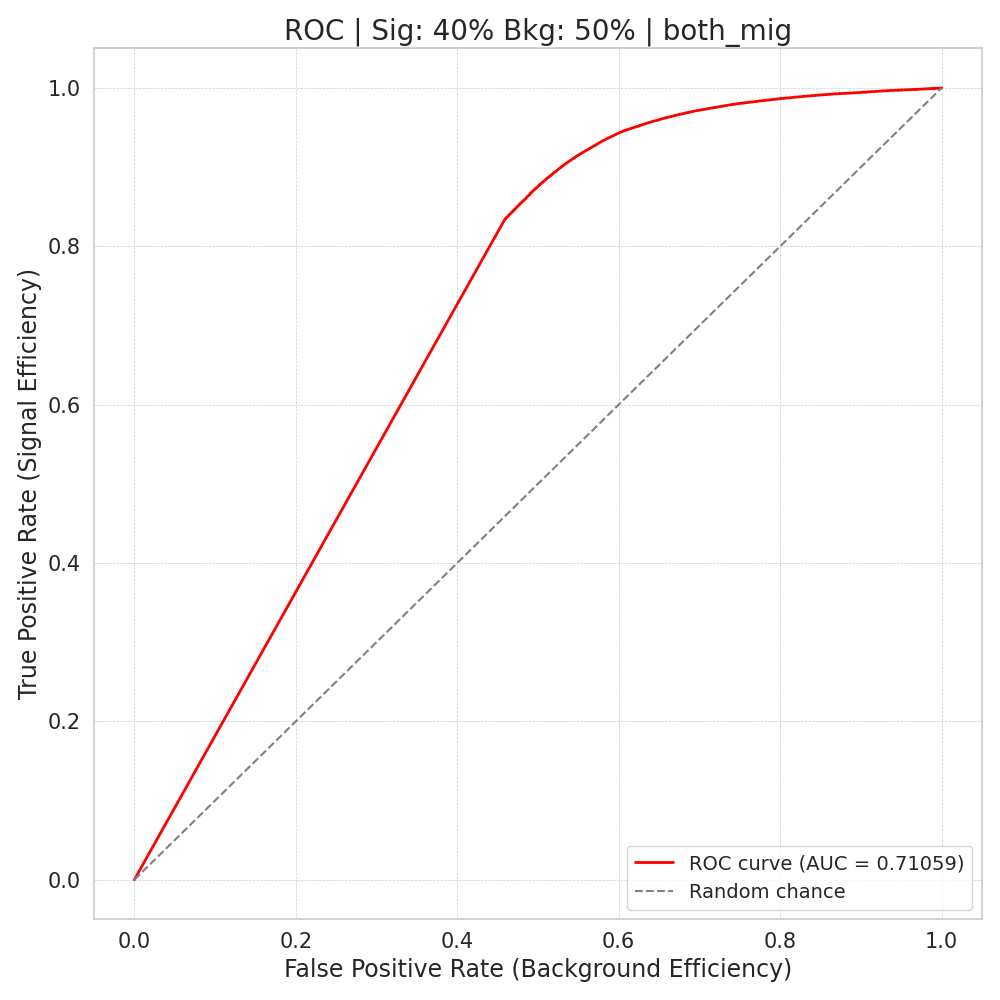 ROC | Sig: 40% Bkg: 50% | both_mig
True Positive Rate (Signal Efficiency)
1.0
0.8
0.6
0.4
0.2
0.0
ROC curve (AUC = 0.71059)
Random chance
0.0 0.2 0.4 0.6 0.8 1.0
False Positive Rate (Background Efficiency)